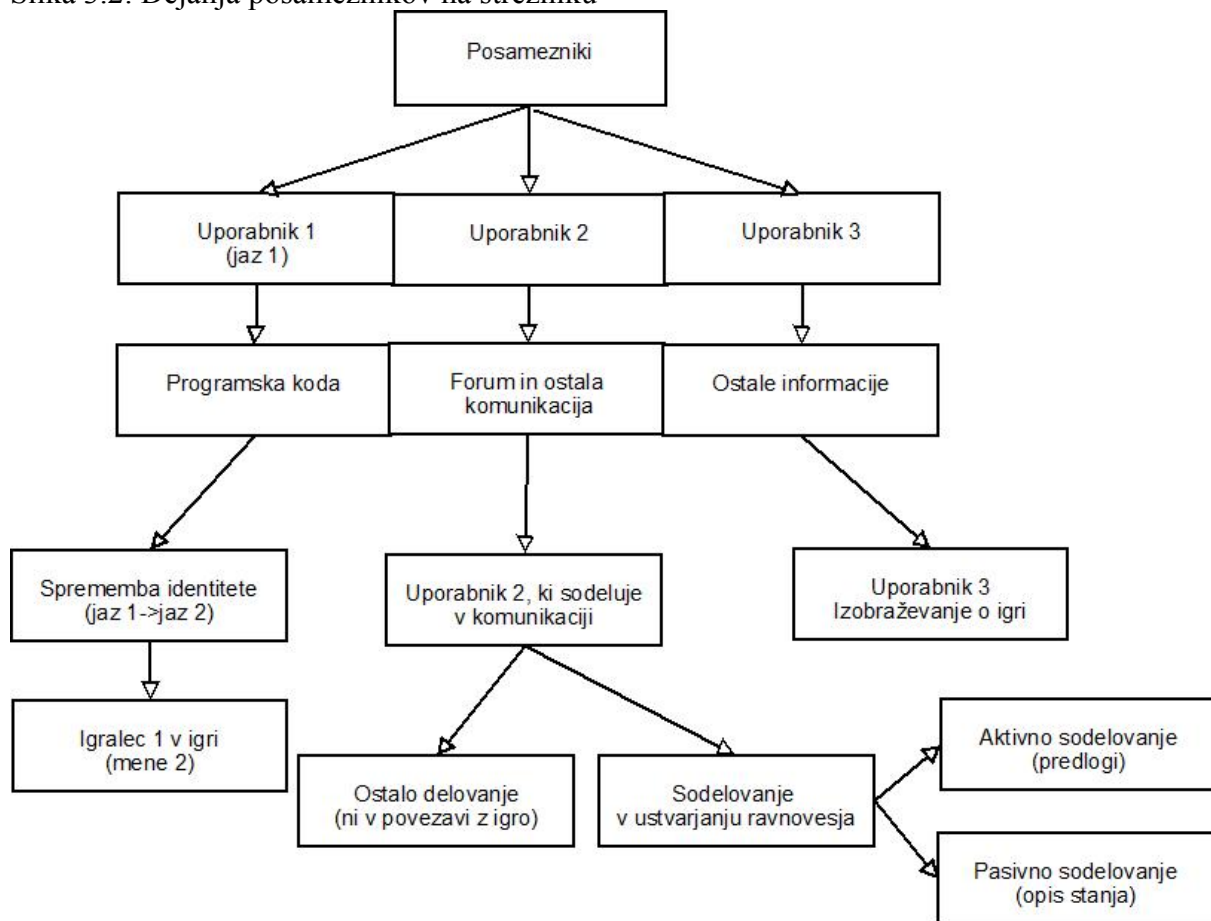 Posamezniki
Uporabnik 1
(jaz 1)
Uporabnik 2
Uporabnik 3
Programska koda
Forum in ostala
komunikacija
Ostale informacije
Sprememba identitete
(jaz 1->jaz 2)
Uporabnik 2, ki sodeluje
v komunikaciji
Uporabnik 3
Izobraževanje o igri
Igralec 1 v igri
(mene 2)
Ostalo delovanje
(ni v povezavi z igro)
Sodelovanje
v ustvarjanju ravnovesja
Aktivno sodelovanje
(predlogi)
Pasivno sodelovanje
(opis stanja)